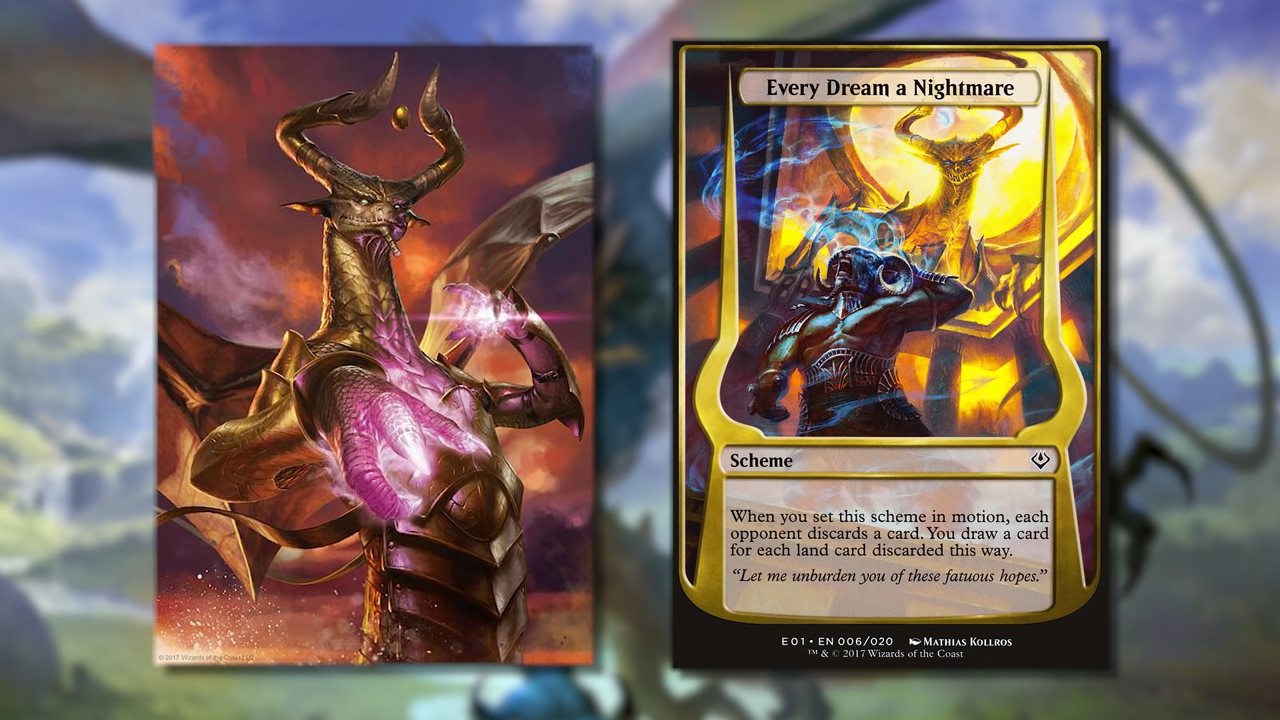 © 2017 Wizards of the Coast LLC
Every Dream a Nightmare
Scheme
When you set this scheme in motion, each
opponent discards a card. You draw a card
for each land card discarded this way.
“Let me unburden you of these fatuous hopes.”
E01 • EN 006/020 Mathias Kollros
™ & © 2017 Wizards of the Coast